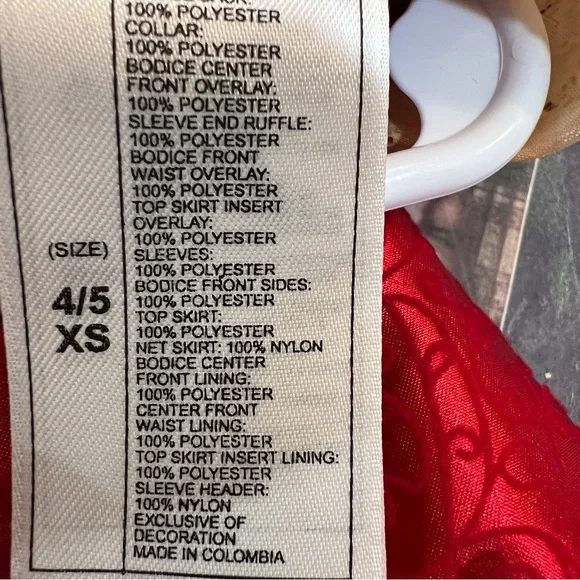 100% POLYESTER
COLLAR:
100% POLYESTER
BODICE CENTER
FRONT OVERLAY:
100% POLYESTER
SLEEVE END RUFFLE:
100% POLYESTER
BODICE FRONT
WAIST OVERLAY:
100% POLYESTER
TOP SKIRT INSERT
OVERLAY:
100% POLYESTER
SLEEVES:
100% POLYESTER
BODICE FRONT SIDES:
100% POLYESTER
TOP SKIRT:
100% POLYESTER
NET SKIRT: 100% NYLON
BODICE CENTER
FRONT LINING:
100% POLYESTER
CENTER FRONT
WAIST LINING:
100% POLYESTER
TOP SKIRT INSERT LINING:
100% POLYESTER
SLEEVE HEADER:
100% NYLON
EXCLUSIVE OF
DECORATION
MADE IN COLOMBIA
(SIZE)
4/5
XS